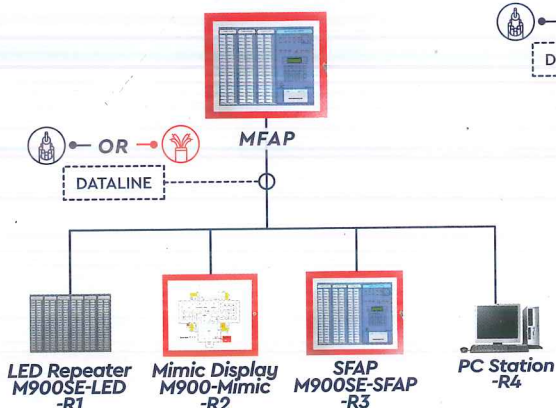 MFAP
OR
DATALINE
D
LED Repeater
M900SE-LED
-R1
Mimic Display
M900-Mimic
-R2
SFAP
M900SE-SFAP
-R3
PC Station
-R4